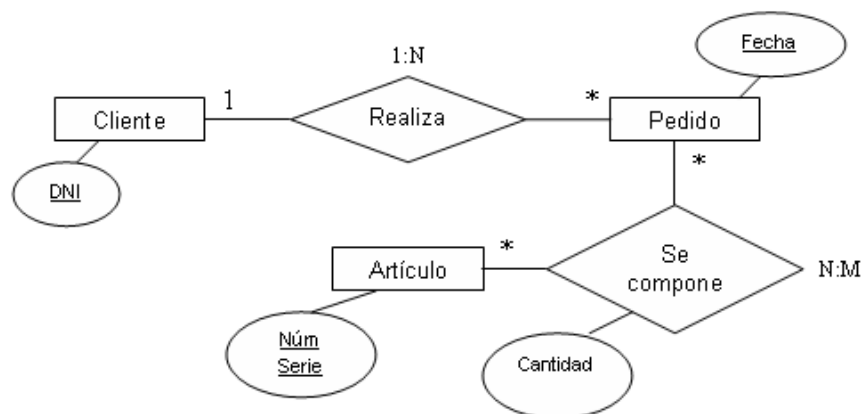 Fecha
1:N
Cliente
1
Realiza
*
Pedido
*
DNI
Artículo
*
Se
compone
N:M
Núm
Serie
Cantidad